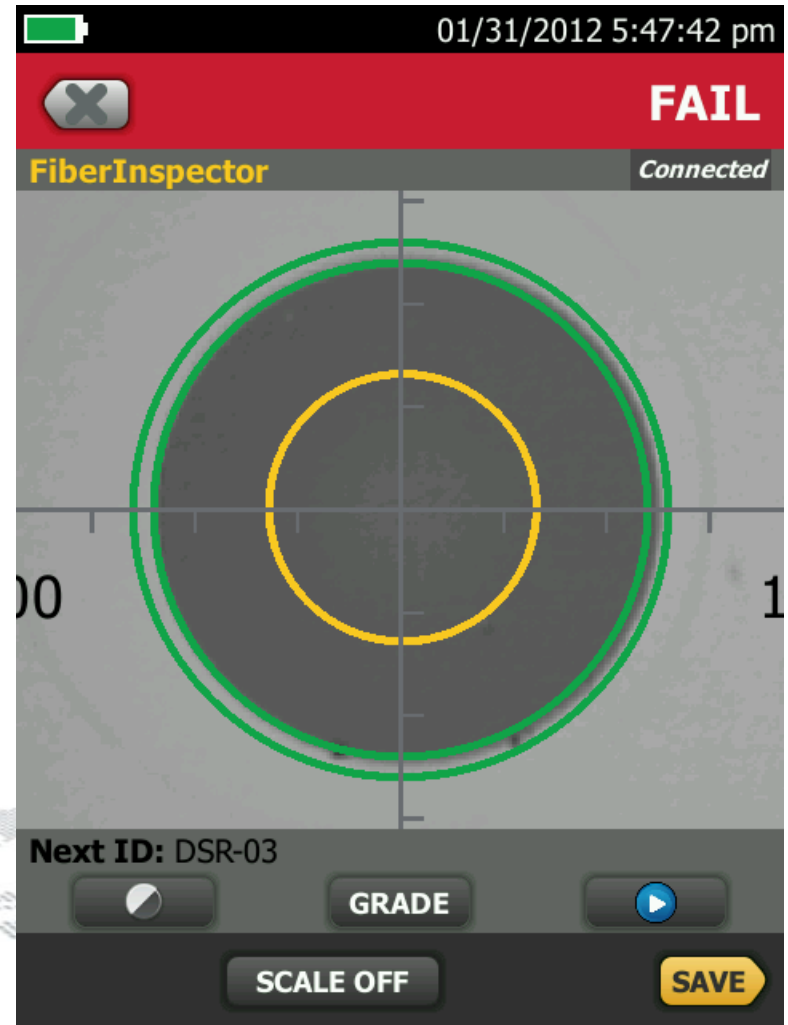 01/31/2012 5:47:42 pm
FAIL
FiberInspector
Connected
00
1
Next ID: DSR-03
GRADE
SCALE OFF
SAVE